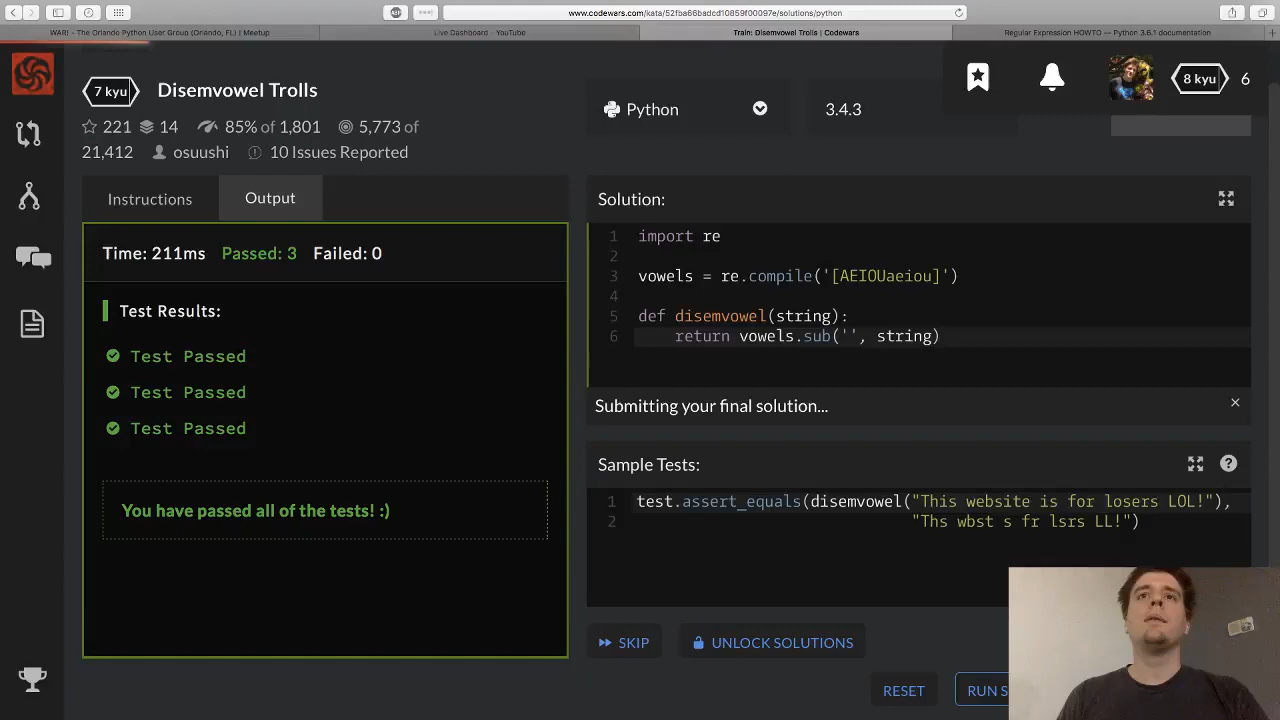 www.codewars.com/kata/52fba66badcd10859f00097e/solutions/python
WAR! - The Orlando Python User Group (Orlando, FL) | Meetup
Live Dashboard - YouTube
Train: Disemvowel Trolls | Codewars
Regular Expression HOWTO — Python 3.6.1 documentation
7 kyu
Disemvowel Trolls
221 14 85% of 1,801 5,773 of
21,412 osuushi 10 Issues Reported
Python
3.4.3
8 kyu
6
Instructions
Output
Time: 211ms Passed: 3 Failed: 0
Test Results:
Test Passed
Test Passed
Test Passed
You have passed all of the tests! :)
Solution:
1 import re
2
3 vowels = re.compile('[AEIOUaeiou]')
4
5 def disemvowel(string):
6 return vowels.sub('', string)
Submitting your final solution...
×
Sample Tests:
?
1 test.assert_equals(disemvowel("This website is for losers LOL!"),
2 "Ths wbst s fr lsrs LL!")
SKIP
UNLOCK SOLUTIONS
RESET
RUN S